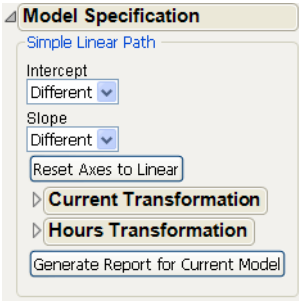 Model Specification
Simple Linear Path
Intercept
Different
Slope
Different
Reset Axes to Linear
Current Transformation
Hours Transformation
Generate Report for Current Model